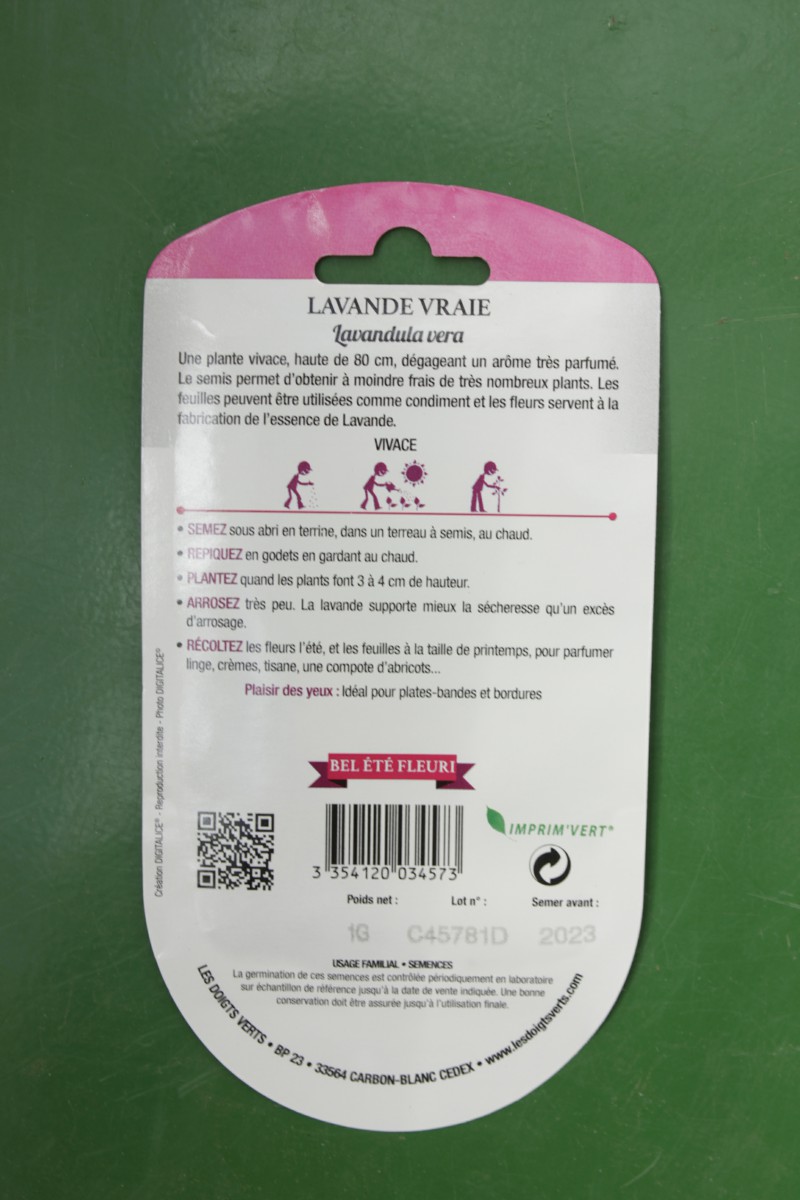 LAVANDE VRAIE
Lavandula vera
Une plante vivace, haute de 80 cm, dégageant un arôme très parfumé.
Le semis permet d'obtenir à moindre frais de très nombreux plants. Les
feuilles peuvent être utilisées comme condiment et les fleurs servent à la
fabrication de l'essence de Lavande.
VIVACE
• SEMEZ sous abri en terrine, dans un terreau à semis, au chaud.
• REPIQUEZ en godets en gardant au chaud.
• PLANTEZ quand les plants font 3 à 4 cm de hauteur.
• ARROSEZ très peu. La lavande supporte mieux la sécheresse qu'un excès
d'arrosage.
• RÉCOLTEZ les fleurs l'été, et les feuilles à la taille de printemps, pour parfumer
linge, crèmes, tisane, une compote d'abricots...
Plaisir des yeux : Idéal pour plates-bandes et bordures
Création DIGITALICE® - Reproduction interdite - Photo DIGITALICE®
BEL ÉTÉ FLEURI
IMPRIM'VERT®
3 354120 034573
Poids net : Lot n° : Semer avant :
1G C45781D 2023
USAGE FAMILIAL • SEMENCES
La germination de ces semences est contrôlée périodiquement en laboratoire
sur échantillon de référence jusqu'à la date de vente indiquée. Une bonne
conservation doit être assurée jusqu'à l'utilisation finale.
LES DOIGTS VERTS • BP 23 • 33564 CARBON-BLANC CEDEX • www.lesdoigtsverts.com